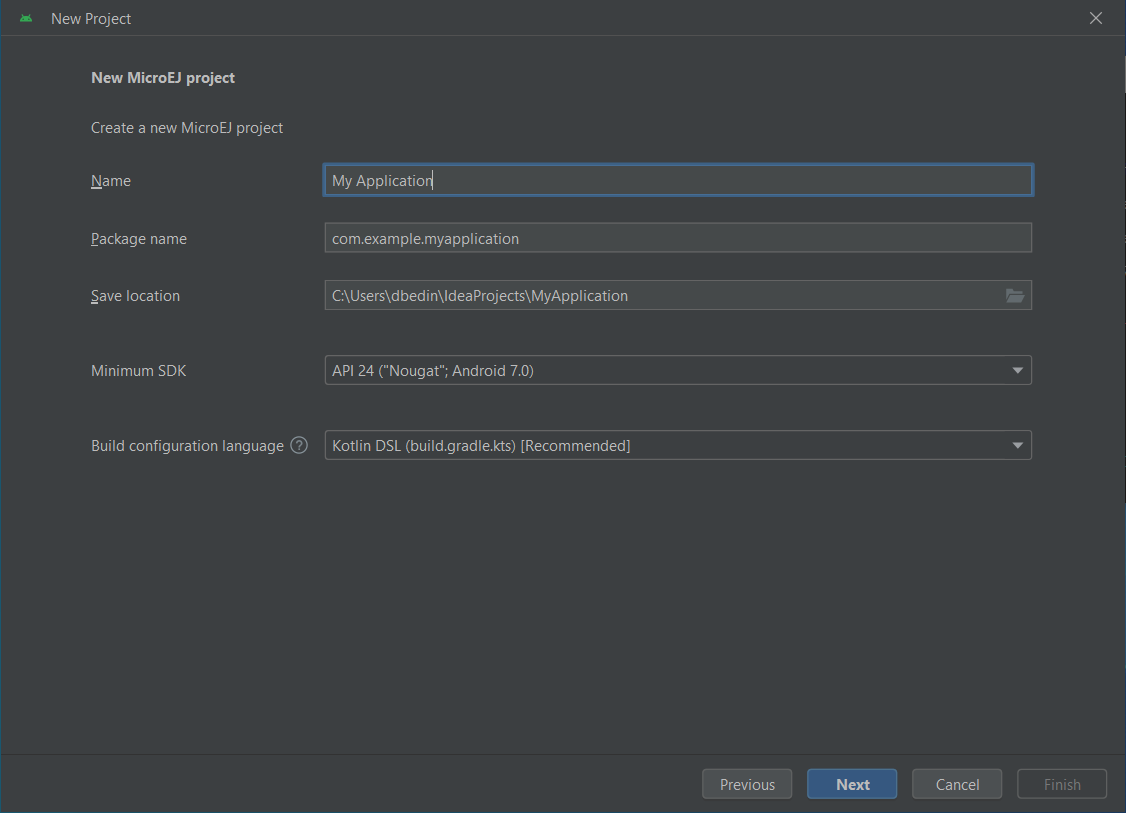 New Project
New MicroEJ project
Create a new MicroEJ project
Name My Application
Package name com.example.myapplication
Save location C:\Users\dbedin\IdeaProjects\MyApplication
Minimum SDK API 24 ("Nougat"; Android 7.0)
Build configuration language ? Kotlin DSL (build.gradle.kts) [Recommended]
Previous Next Cancel Finish